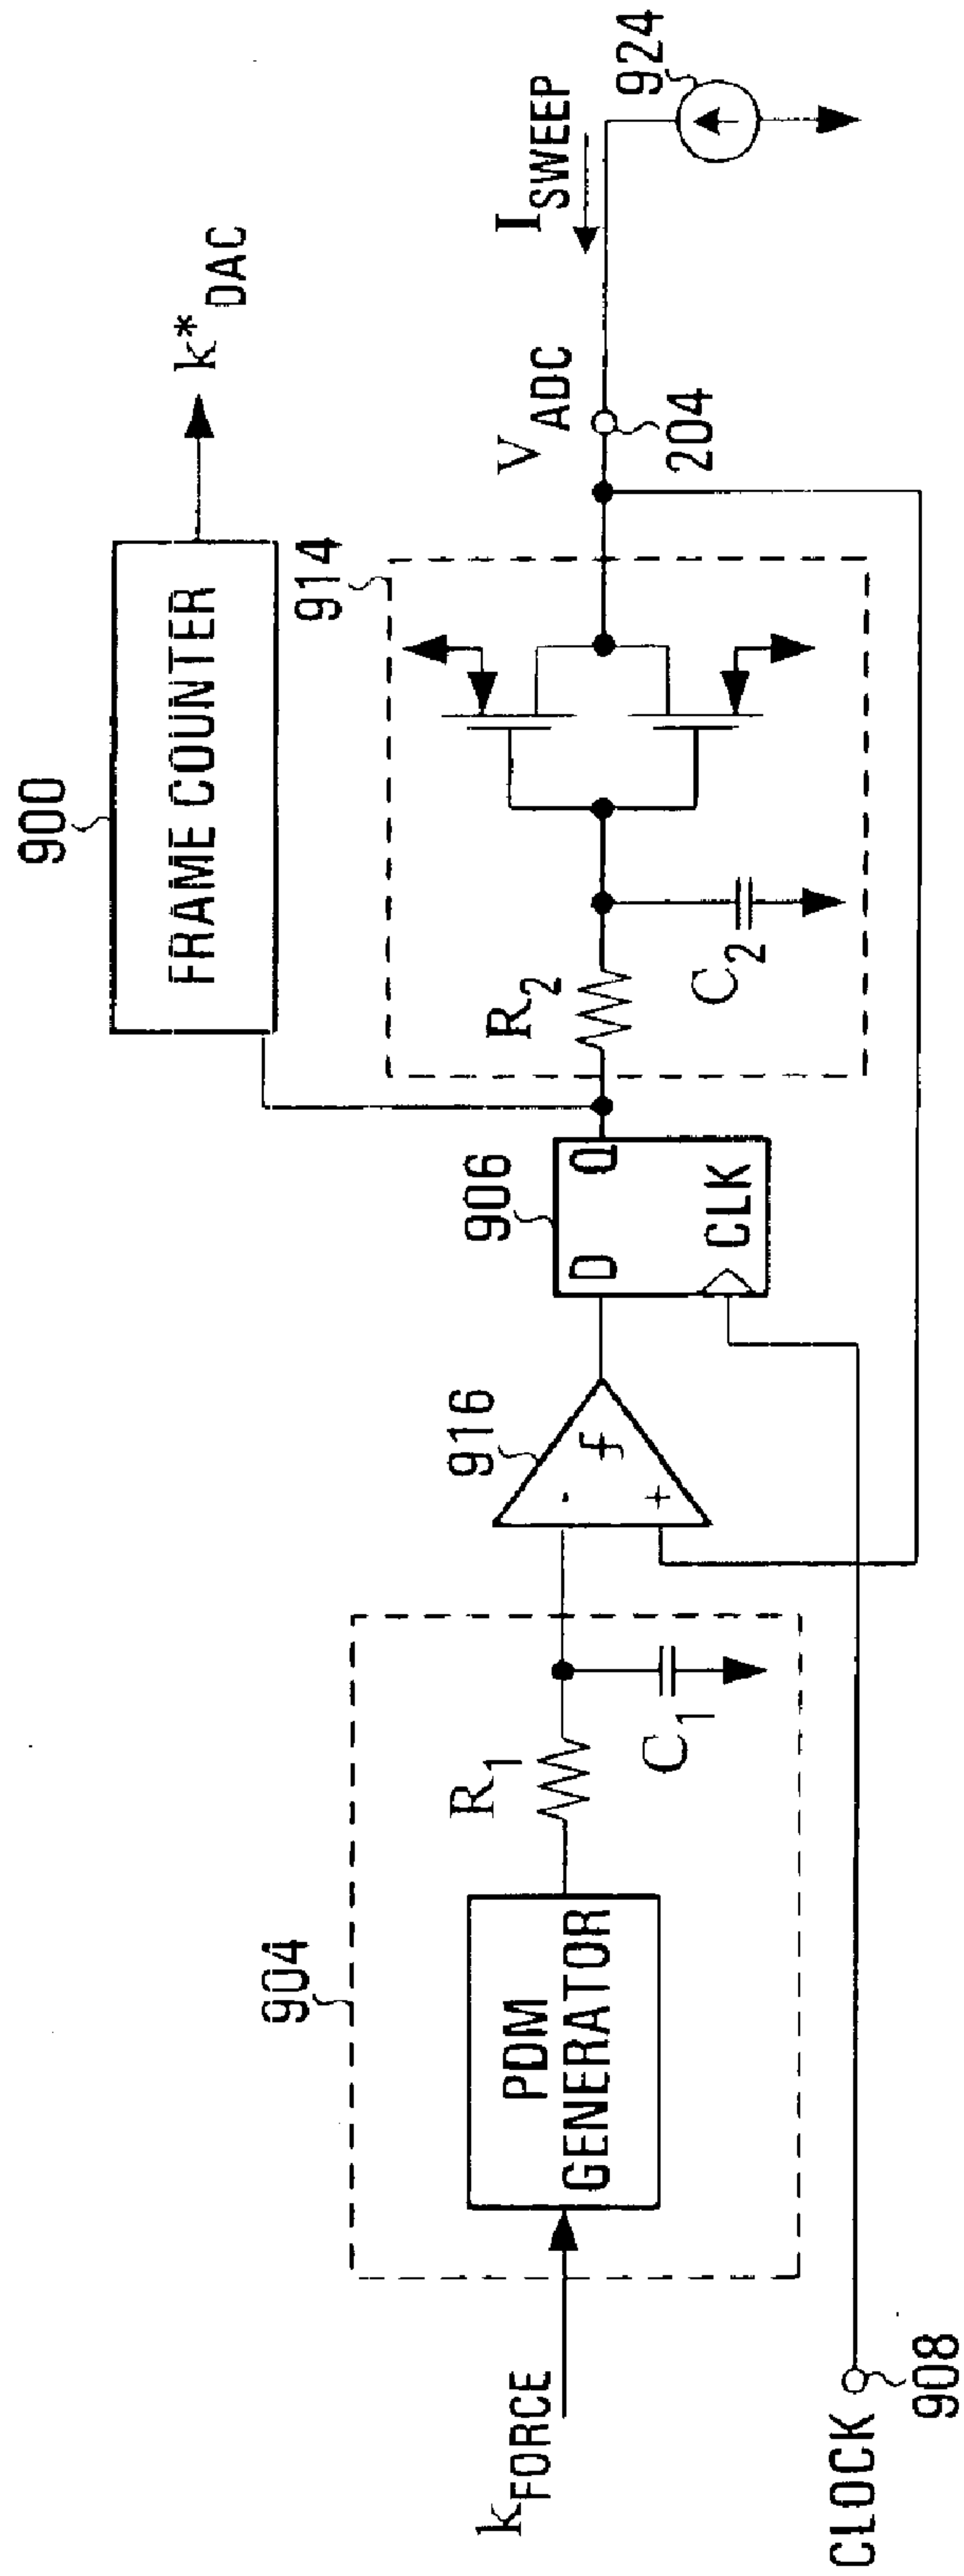 900
FRAME COUNTER
k*DAC
914
904
PDM
GENERATOR
kFORCE
R1
C1
916
-
+
f
906
D
Q
CLK
R2
C2
VADC
204
ISWEEP
924
CLOCK
908